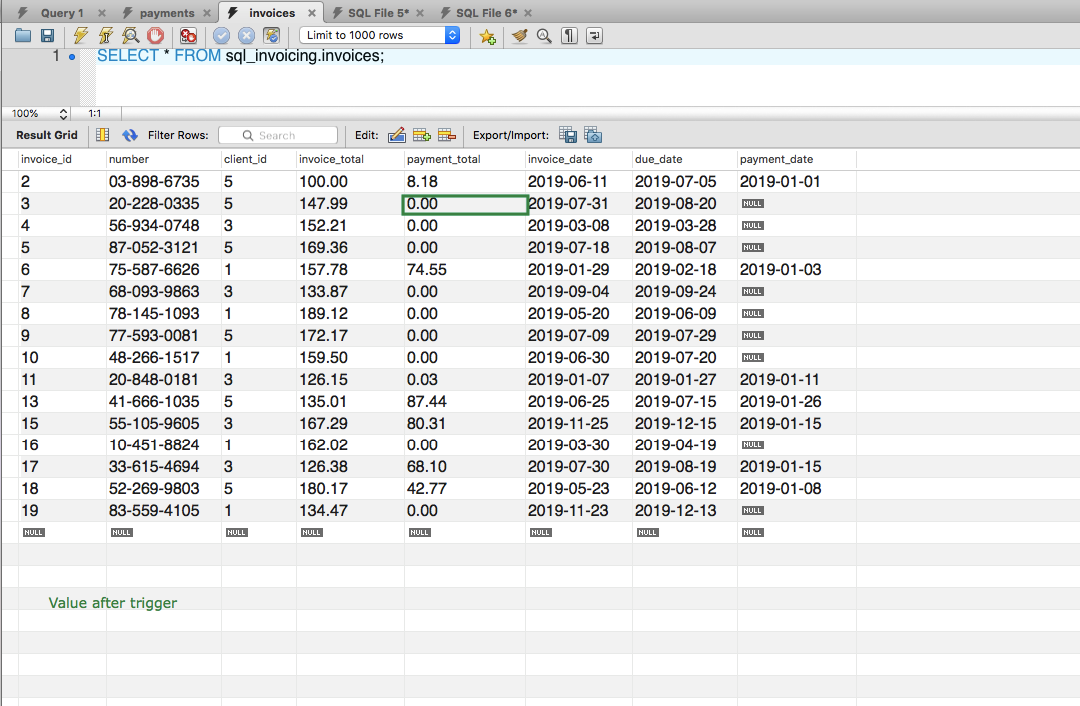 Query 1 payments invoices SQL File 5* SQL File 6*
Limit to 1000 rows
1 SELECT * FROM sql_invoicing.invoices;
100% 1:1
Result Grid Filter Rows: Search Edit: Export/Import:
invoice_id number client_id invoice_total payment_total invoice_date due_date payment_date
2 03-898-6735 5 100.00 8.18 2019-06-11 2019-07-05 2019-01-01
3 20-228-0335 5 147.99 0.00 2019-07-31 2019-08-20 NULL
4 56-934-0748 3 152.21 0.00 2019-03-08 2019-03-28 NULL
5 87-052-3121 5 169.36 0.00 2019-07-18 2019-08-07 NULL
6 75-587-6626 1 157.78 74.55 2019-01-29 2019-02-18 2019-01-03
7 68-093-9863 3 133.87 0.00 2019-09-04 2019-09-24 NULL
8 78-145-1093 1 189.12 0.00 2019-05-20 2019-06-09 NULL
9 77-593-0081 5 172.17 0.00 2019-07-09 2019-07-29 NULL
10 48-266-1517 1 159.50 0.00 2019-06-30 2019-07-20 NULL
11 20-848-0181 3 126.15 0.03 2019-01-07 2019-01-27 2019-01-11
13 41-666-1035 5 135.01 87.44 2019-06-25 2019-07-15 2019-01-26
15 55-105-9605 3 167.29 80.31 2019-11-25 2019-12-15 2019-01-15
16 10-451-8824 1 162.02 0.00 2019-03-30 2019-04-19 NULL
17 33-615-4694 3 126.38 68.10 2019-07-30 2019-08-19 2019-01-15
18 52-269-9803 5 180.17 42.77 2019-05-23 2019-06-12 2019-01-08
19 83-559-4105 1 134.47 0.00 2019-11-23 2019-12-13 NULL
NULL NULL NULL NULL NULL NULL NULL NULL
Value after trigger